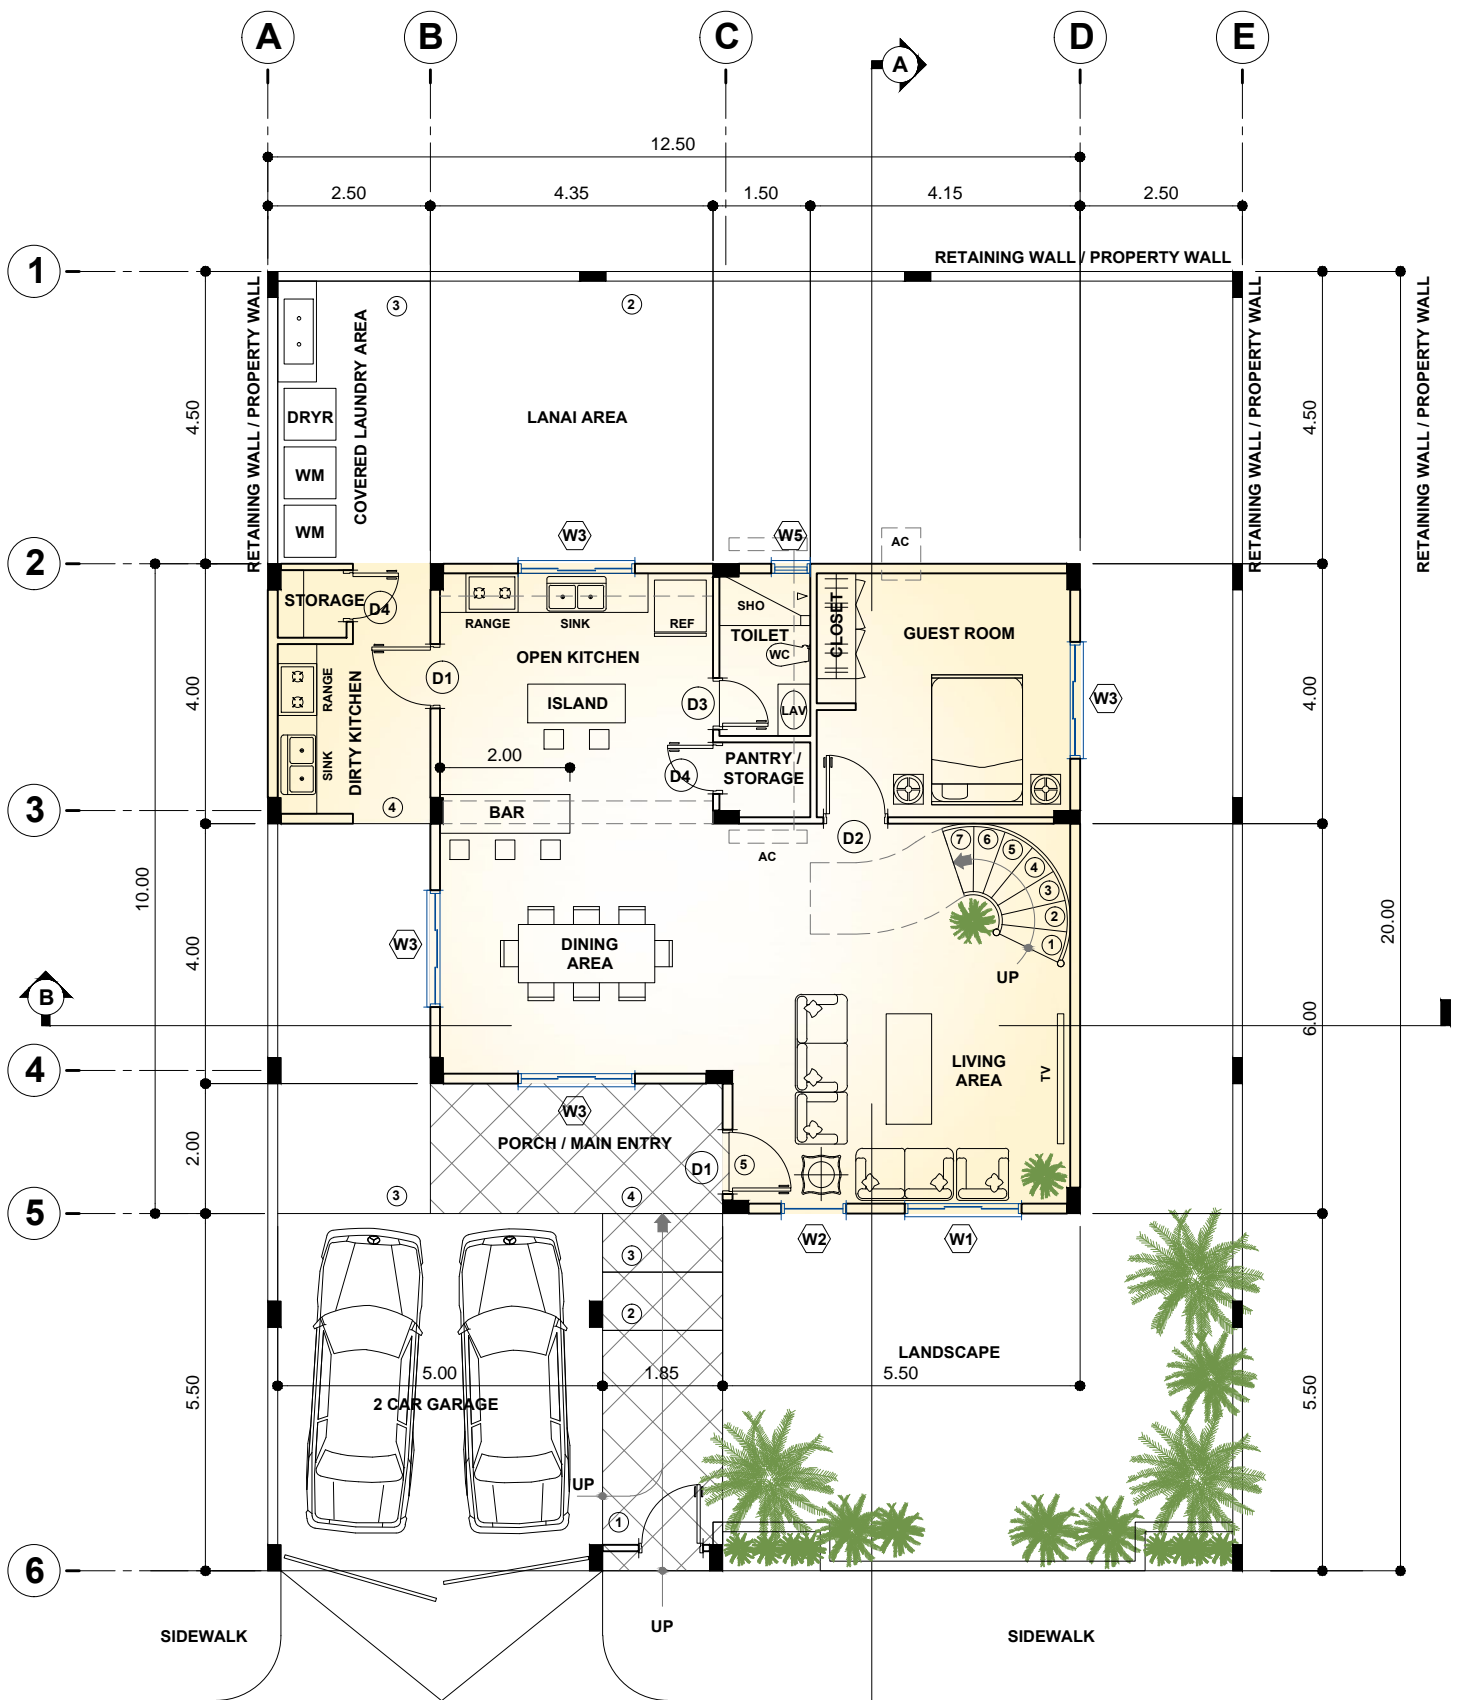 A B C D E
A
12.50
2.50 4.35 1.50 4.15 2.50
RETAINING WALL / PROPERTY WALL
1
RETAINING WALL / PROPERTY WALL
RETAINING WALL / PROPERTY WALL
RETAINING WALL / PROPERTY WALL
3 2
COVERED LAUNDRY AREA
4.50
DRYR
LANAI AREA
4.50
WM
WM
W3 W5 AC
2
STORAGE
D4
RANGE SINK REF
SHO
TOILET
WC
CLOSET
GUEST ROOM
OPEN KITCHEN
D1
ISLAND
D3
LAV
W3
4.00
RANGE
SINK
DIRTY KITCHEN
4.00
2.00
D4
PANTRY /
STORAGE
3
4
BAR
D2
AC
7 6 5 4 3 2 1
UP
10.00
4.00
W3
DINING
AREA
20.00
B
6.00
4
LIVING
AREA
TV
W3
2.00
PORCH / MAIN ENTRY
D1 5
3 4
5
W2 W1
3
2
LANDSCAPE
5.00 1.85 5.50
2 CAR GARAGE
5.50
5.50
UP
1
6
UP
SIDEWALK SIDEWALK